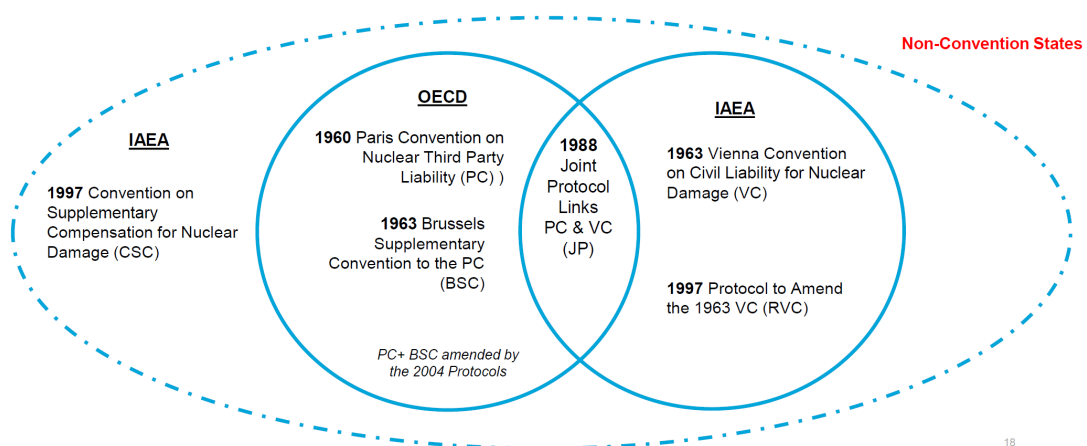 Non-Convention States
IAEA
1997 Convention on
Supplementary
Compensation for Nuclear
Damage (CSC)
OECD
1960 Paris Convention on
Nuclear Third Party
Liability (PC) )
1963 Brussels
Supplementary
Convention to the PC
(BSC)
PC+ BSC amended by
the 2004 Protocols
1988
Joint
Protocol
Links
PC & VC
(JP)
IAEA
1963 Vienna Convention
on Civil Liability for Nuclear
Damage (VC)
1997 Protocol to Amend
the 1963 VC (RVC)
18